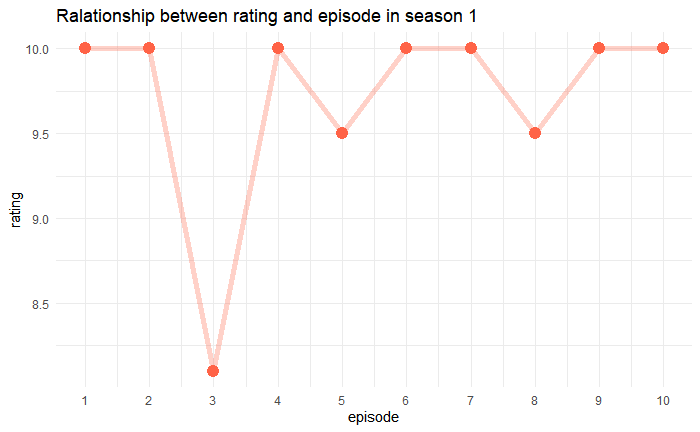 Ralationship between rating and episode in season 1
10.0
9.5
9.0
8.5
rating
1 2 3 4 5 6 7 8 9 10
episode